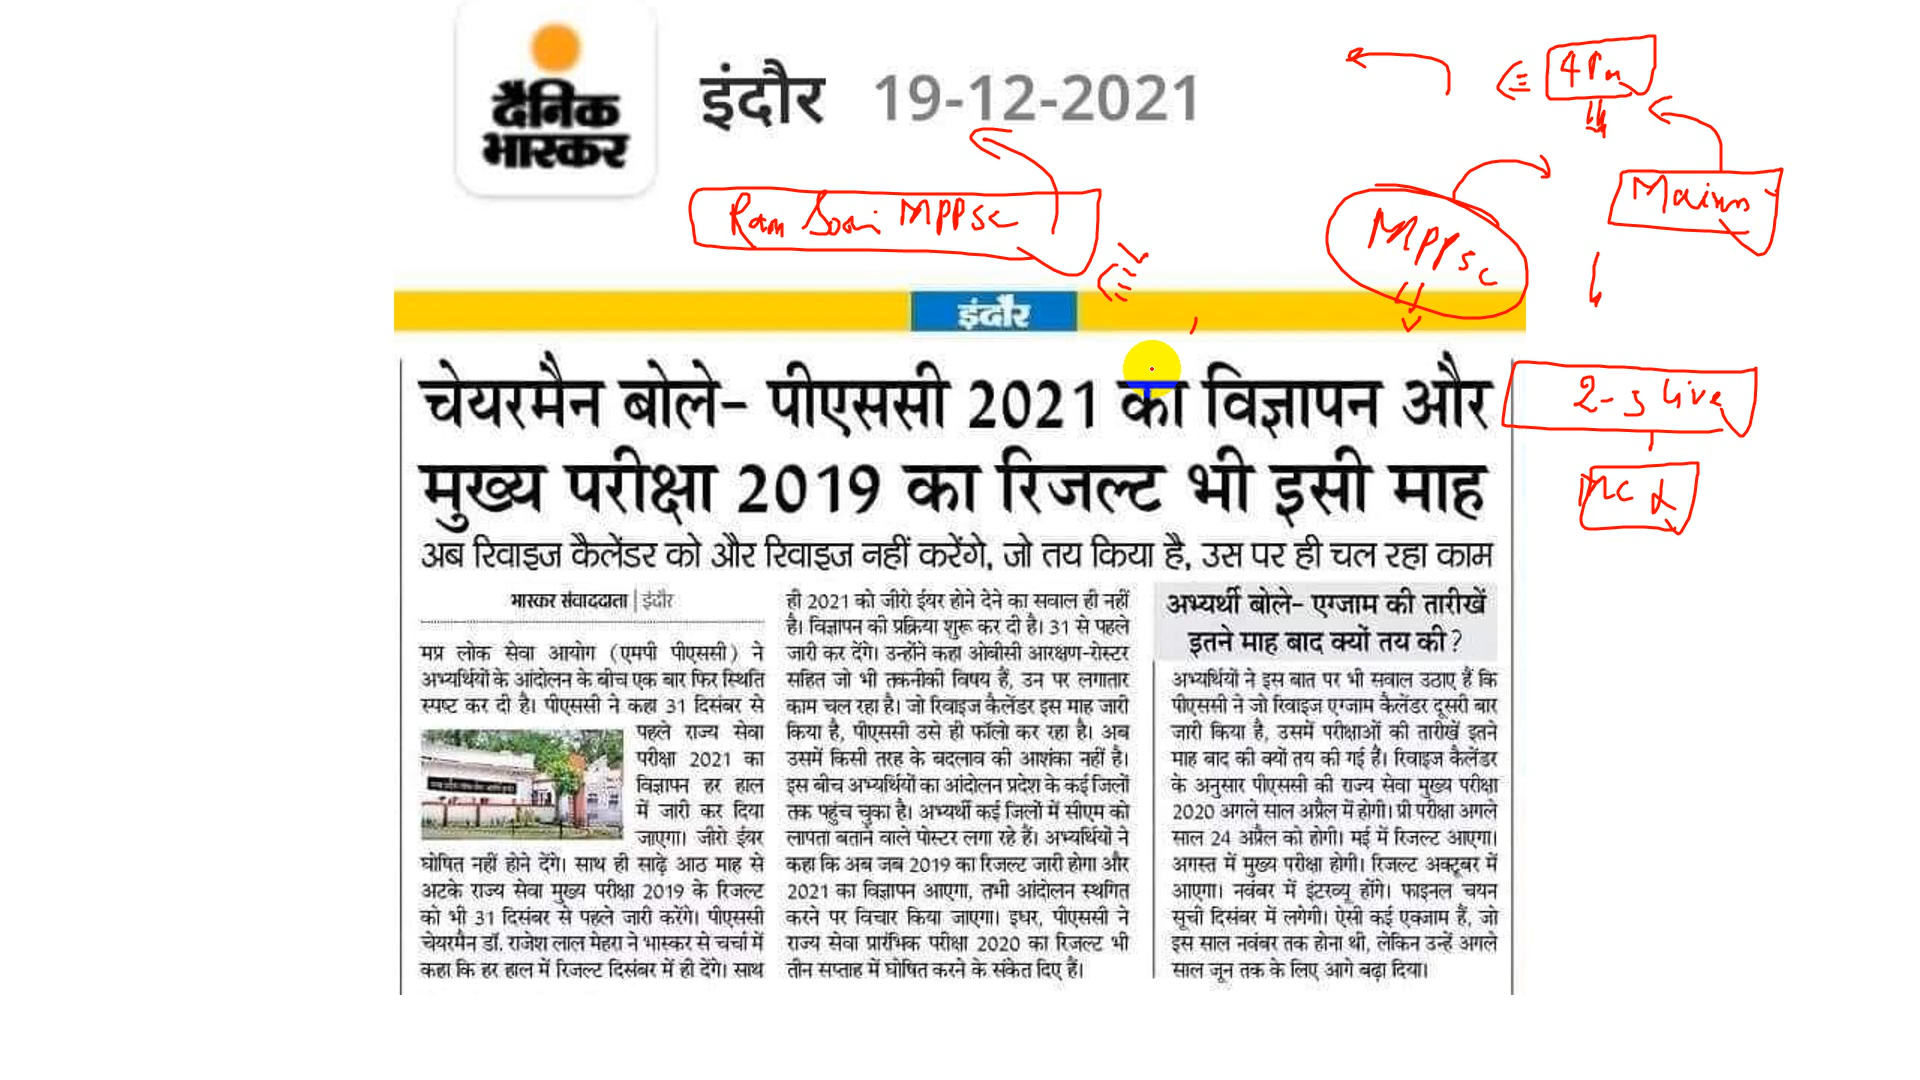 दैनिक
भास्कर
इंदौर 19-12-2021
4 Pm
Mains
Ram Soni MPPSC
MPPSC
इंदौर
चेयरमैन बोले- पीएससी 2021 का विज्ञापन और
मुख्य परीक्षा 2019 का रिजल्ट भी इसी माह
2-3 live
MCQ
अब रिवाइज कैलेंडर को और रिवाइज नहीं करेंगे, जो तय किया है, उस पर ही चल रहा काम
भास्कर संवाददाता | इंदौर
मप्र लोक सेवा आयोग (एमपी पीएससी) ने
अभ्यर्थियों के आंदोलन के बीच एक बार फिर स्थिति
स्पष्ट कर दी है। पीएससी ने कहा 31 दिसंबर से
पहले राज्य सेवा
परीक्षा 2021 का
विज्ञापन हर हाल
में जारी कर दिया
जाएगा। जीरो ईयर
घोषित नहीं होने देंगे। साथ ही साढ़े आठ माह से
अटके राज्य सेवा मुख्य परीक्षा 2019 के रिजल्ट
को भी 31 दिसंबर से पहले जारी करेंगे। पीएससी
चेयरमैन डॉ. राजेश लाल मेहरा ने भास्कर से चर्चा में
कहा कि हर हाल में रिजल्ट दिसंबर में ही देंगे। साथ
ही 2021 को जीरो ईयर होने देने का सवाल ही नहीं
है। विज्ञापन की प्रक्रिया शुरू कर दी है। 31 से पहले
जारी कर देंगे। उन्होंने कहा ओबीसी आरक्षण-रोस्टर
सहित जो भी तकनीकी विषय हैं, उन पर लगातार
काम चल रहा है। जो रिवाइज कैलेंडर इस माह जारी
किया है, पीएससी उसे ही फॉलो कर रहा है। अब
उसमें किसी तरह के बदलाव की आशंका नहीं है।
इस बीच अभ्यर्थियों का आंदोलन प्रदेश के कई जिलों
तक पहुंच चुका है। अभ्यर्थी कई जिलों में सीएम को
लापता बताने वाले पोस्टर लगा रहे हैं। अभ्यर्थियों ने
कहा कि अब जब 2019 का रिजल्ट जारी होगा और
2021 का विज्ञापन आएगा, तभी आंदोलन स्थगित
करने पर विचार किया जाएगा। इधर, पीएससी ने
राज्य सेवा प्रारंभिक परीक्षा 2020 का रिजल्ट भी
तीन सप्ताह में घोषित करने के संकेत दिए हैं।
अभ्यर्थी बोले- एग्जाम की तारीखें
इतने माह बाद क्यों तय की?
अभ्यर्थियों ने इस बात पर भी सवाल उठाए हैं कि
पीएससी ने जो रिवाइज एग्जाम कैलेंडर दूसरी बार
जारी किया है, उसमें परीक्षाओं की तारीखें इतने
माह बाद की क्यों तय की गई हैं। रिवाइज कैलेंडर
के अनुसार पीएससी की राज्य सेवा मुख्य परीक्षा
2020 अगले साल अप्रैल में होगी। प्री परीक्षा अगले
साल 24 अप्रैल को होगी। मई में रिजल्ट आएगा।
अगस्त में मुख्य परीक्षा होगी। रिजल्ट अक्टूबर में
आएगा। नवंबर में इंटरव्यू होंगे। फाइनल चयन
सूची दिसंबर में लगेगी। ऐसी कई एक्जाम हैं, जो
इस साल नवंबर तक होना थी, लेकिन उन्हें अगले
साल जून तक के लिए आगे बढ़ा दिया।